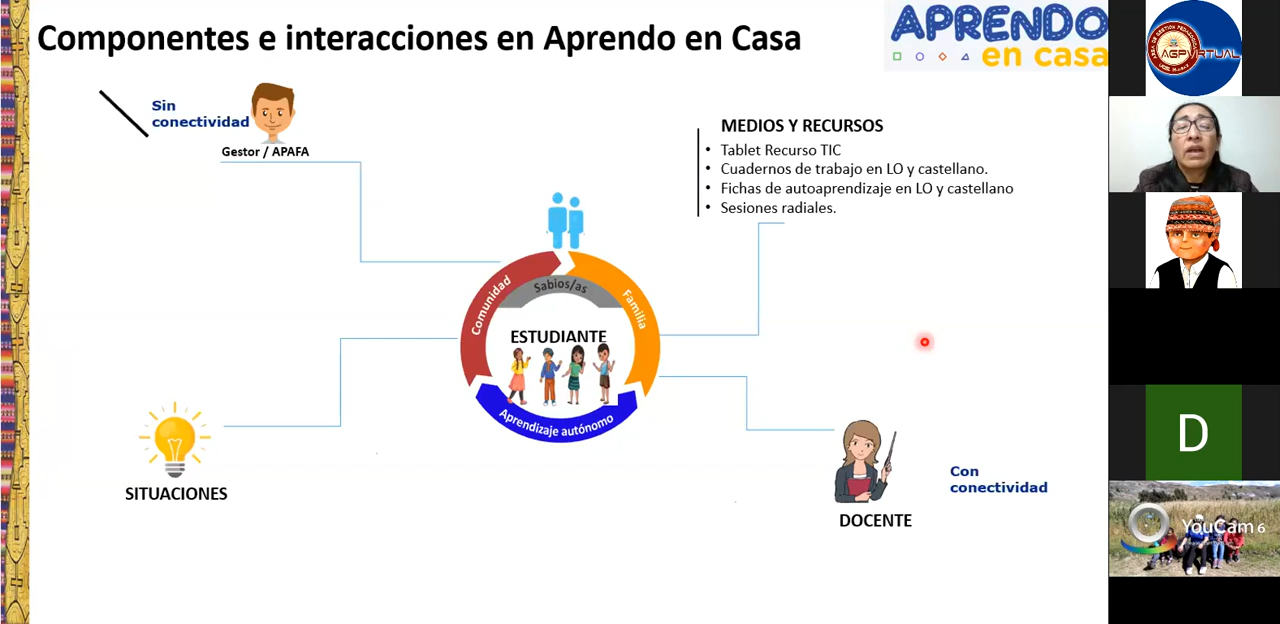 Componentes e interacciones en Aprendo en Casa
APRENDO
en casa
Sin
conectividad
Gestor / APAFA
MEDIOS Y RECURSOS
• Tablet Recurso TIC
• Cuadernos de trabajo en LO y castellano.
• Fichas de autoaprendizaje en LO y castellano
• Sesiones radiales.
Comunidad
Sabios/as
Familia
ESTUDIANTE
Aprendizaje autónomo
SITUACIONES
DOCENTE
Con
conectividad
AGPVIRTUAL
D
YouCam 6